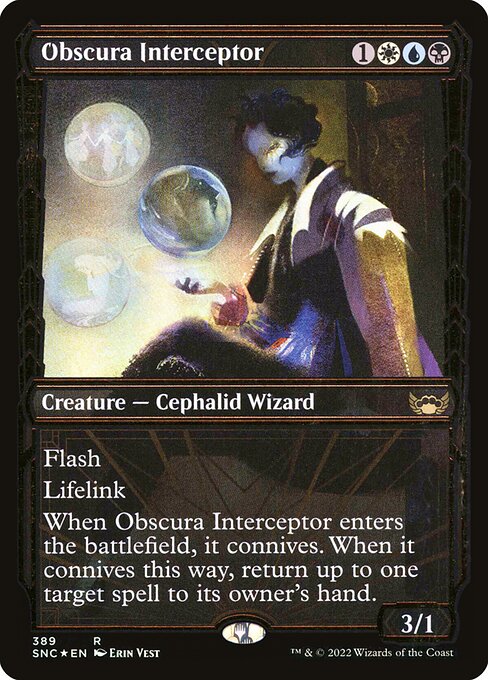 Obscura Interceptor 1
Creature — Cephalid Wizard
Flash
Lifelink
When Obscura Interceptor enters
the battlefield, it connives. When it
connives this way, return up to one
target spell to its owner's hand.
3/1
389 R
SNC ★ EN Erin Vest ™ & © 2022 Wizards of the Coast